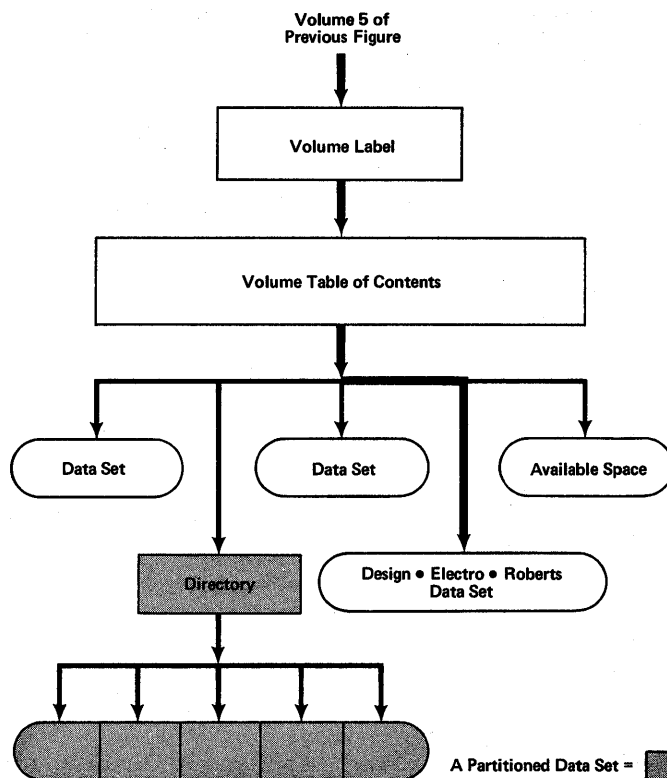 Volume 5 of
Previous Figure
Volume Label
Volume Table of Contents
Data Set
Data Set
Available Space
Directory
Design • Electro • Roberts
Data Set
A Partitioned Data Set =